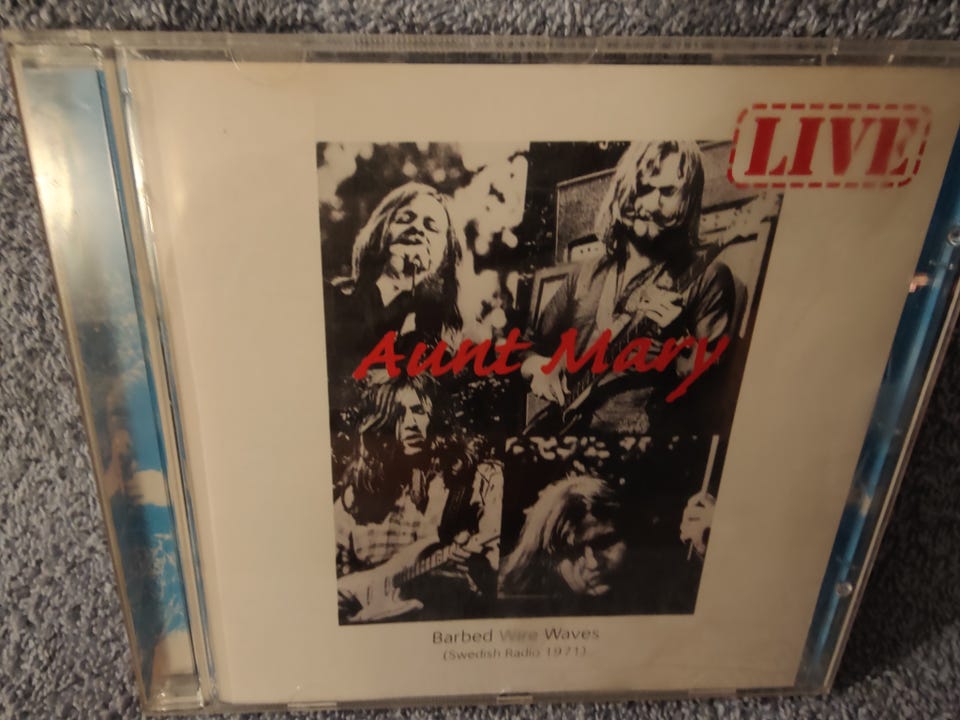 LIVE
Aunt Mary
Barbed Wire Waves
(Swedish Radio 1971)